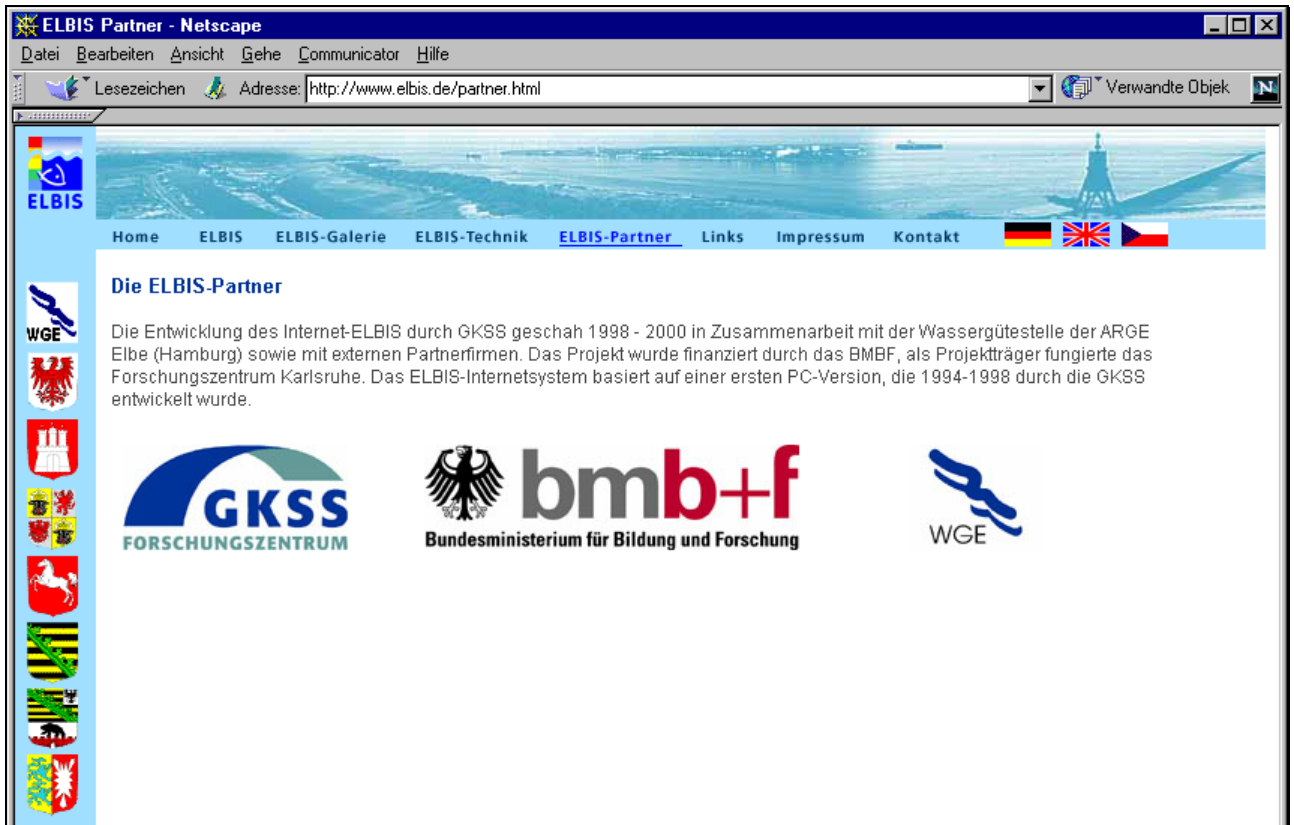 ELBIS Partner - Netscape
Datei Bearbeiten Ansicht Gehe Communicator Hilfe
Lesezeichen Adresse: http://www.elbis.de/partner.html Verwandte Objek N
ELBIS
Home ELBIS ELBIS-Galerie ELBIS-Technik ELBIS-Partner Links Impressum Kontakt
WGE
Die ELBIS-Partner
Die Entwicklung des Internet-ELBIS durch GKSS geschah 1998 - 2000 in Zusammenarbeit mit der Wassergütestelle der ARGE
Elbe (Hamburg) sowie mit externen Partnerfirmen. Das Projekt wurde finanziert durch das BMBF, als Projektträger fungierte das
Forschungszentrum Karlsruhe. Das ELBIS-Internetsystem basiert auf einer ersten PC-Version, die 1994-1998 durch die GKSS
entwickelt wurde.
GKSS
FORSCHUNGSZENTRUM
bmb+f
Bundesministerium für Bildung und Forschung
WGE